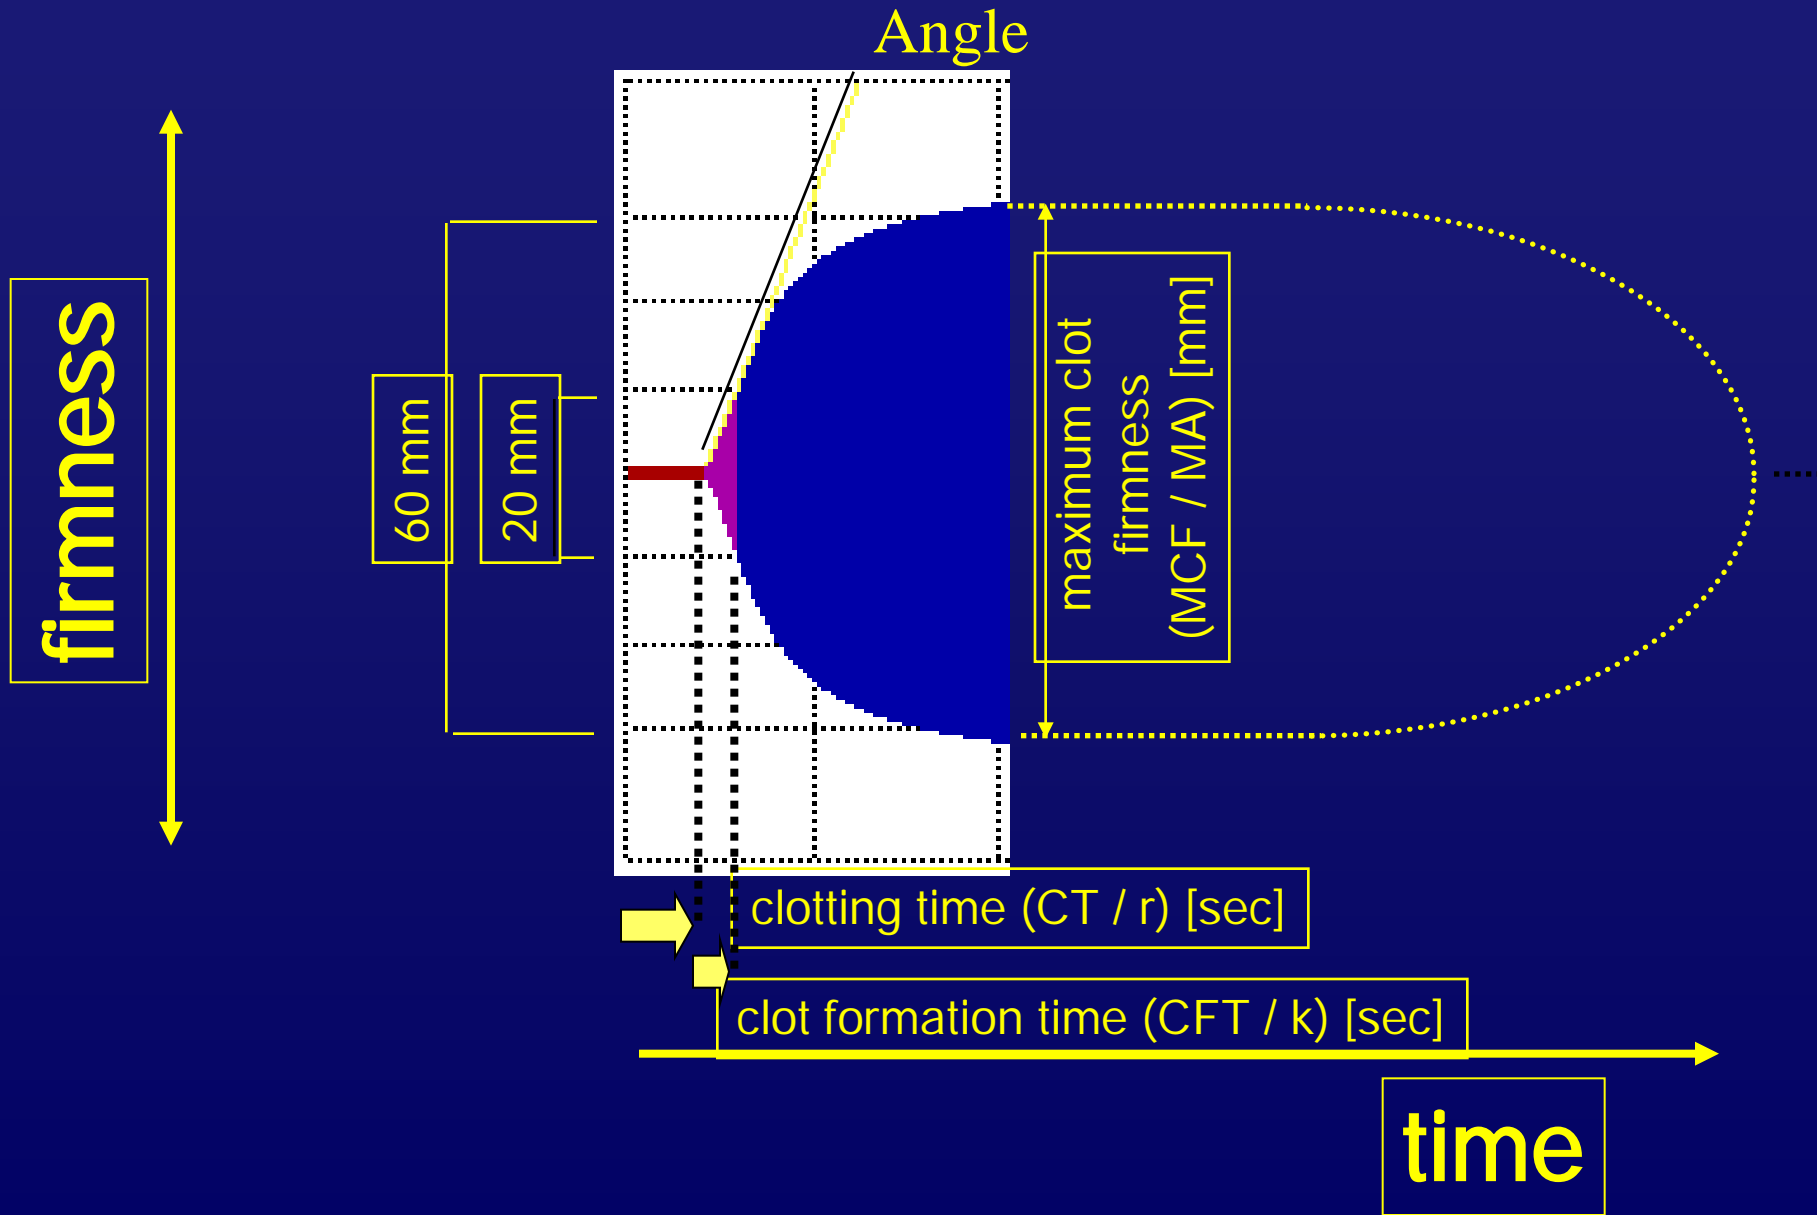 Angle
firmness
60 mm
20 mm
maximum clot
firmness
(MCF / MA) [mm]
clotting time (CT / r) [sec]
clot formation time (CFT / k) [sec]
time